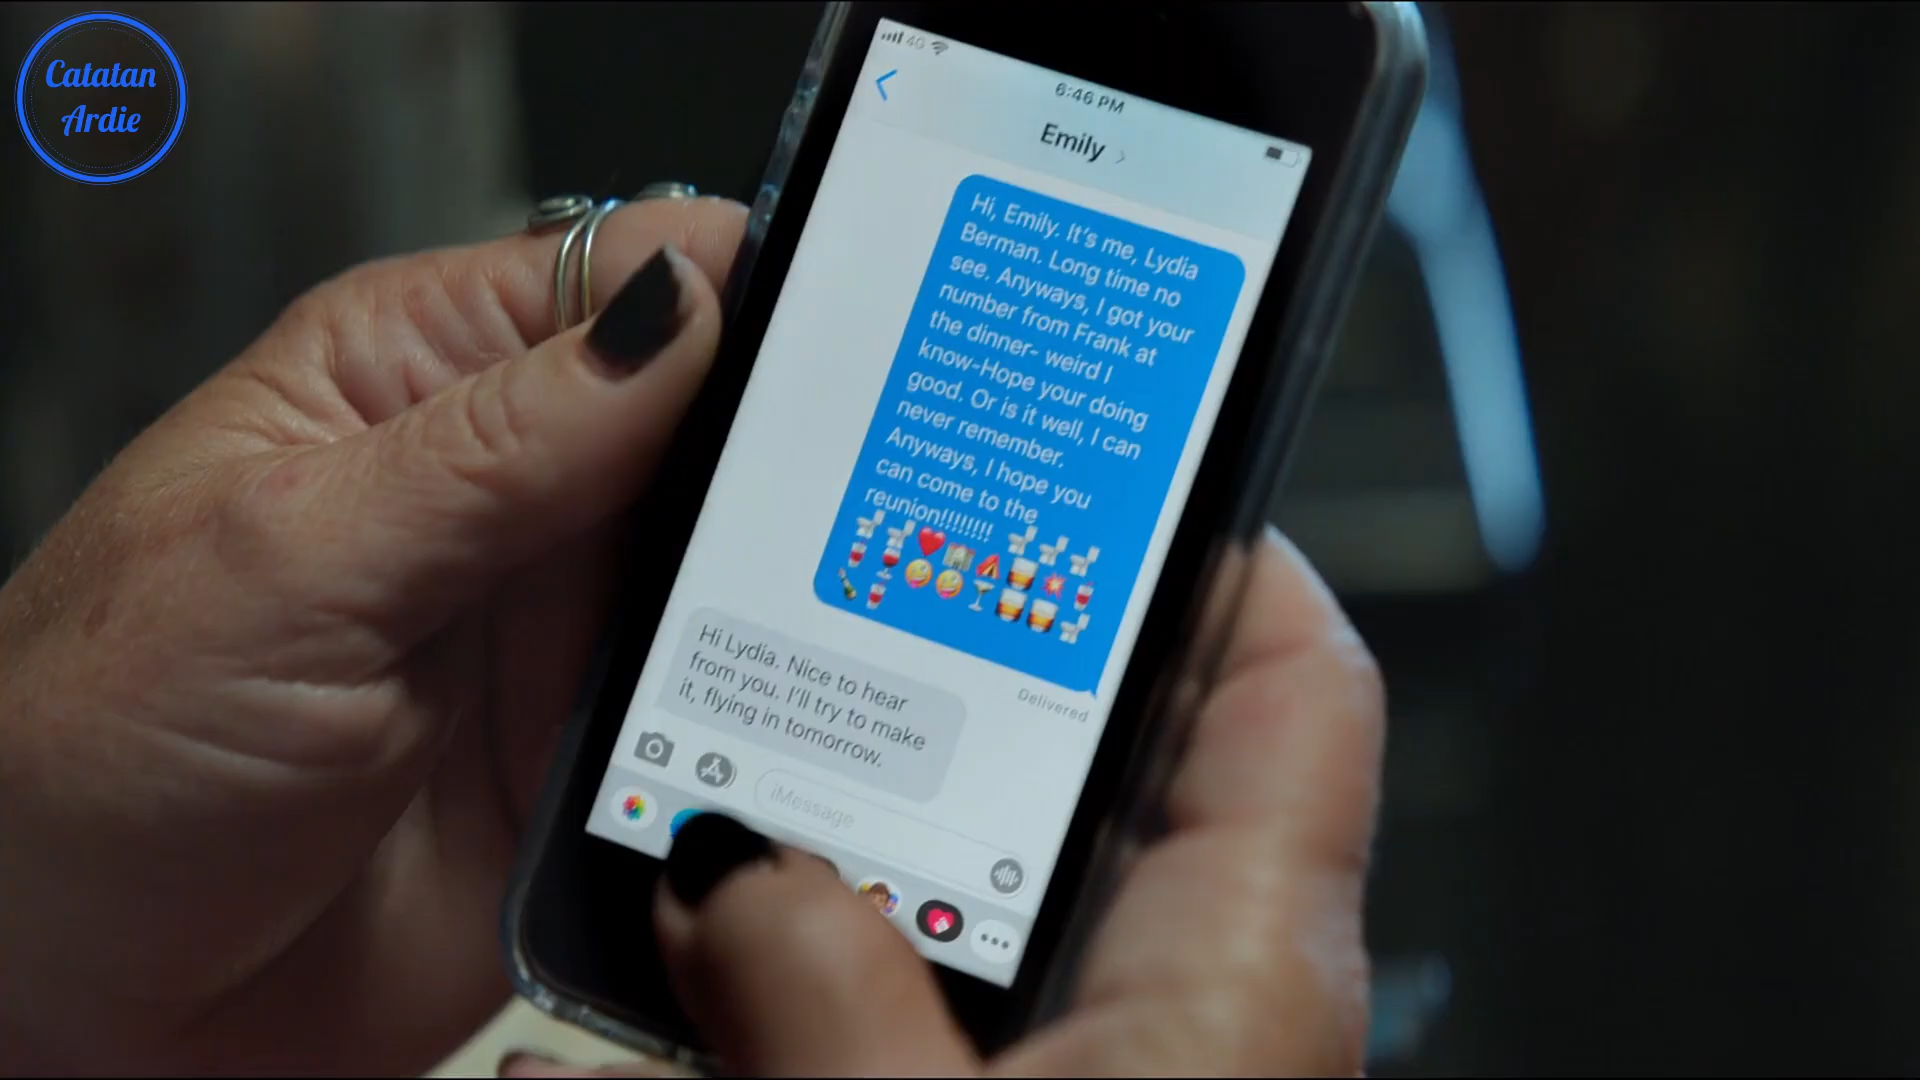 Catatan
Ardie
4G
6:46 PM
Emily
Hi, Emily. It's me, Lydia
Berman. Long time no
see. Anyways, I got your
number from Frank at
the dinner- weird I
know-Hope your doing
good. Or is it well, I can
never remember.
Anyways, I hope you
can come to the
reunion!!!!!!!!
Delivered
Hi Lydia. Nice to hear
from you. I'll try to make
it, flying in tomorrow.
iMessage